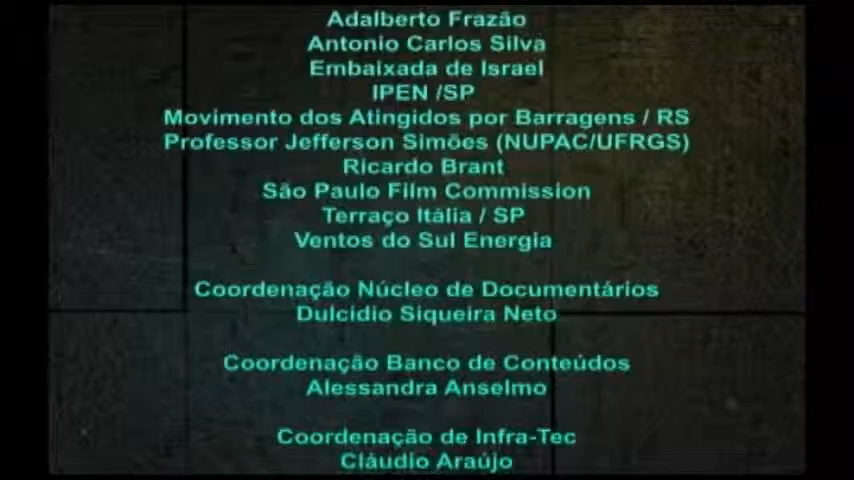 Adalberto Frazão
Antonio Carlos Silva
Embaixada de Israel
IPEN /SP
Movimento dos Atingidos por Barragens / RS
Professor Jefferson Simões (NUPAC/UFRGS)
Ricardo Brant
São Paulo Film Commission
Terraço Itália / SP
Ventos do Sul Energia
Coordenação Núcleo de Documentários
Dulcídio Siqueira Neto
Coordenação Banco de Conteúdos
Alessandra Anselmo
Coordenação de Infra-Tec
Cláudio Araújo